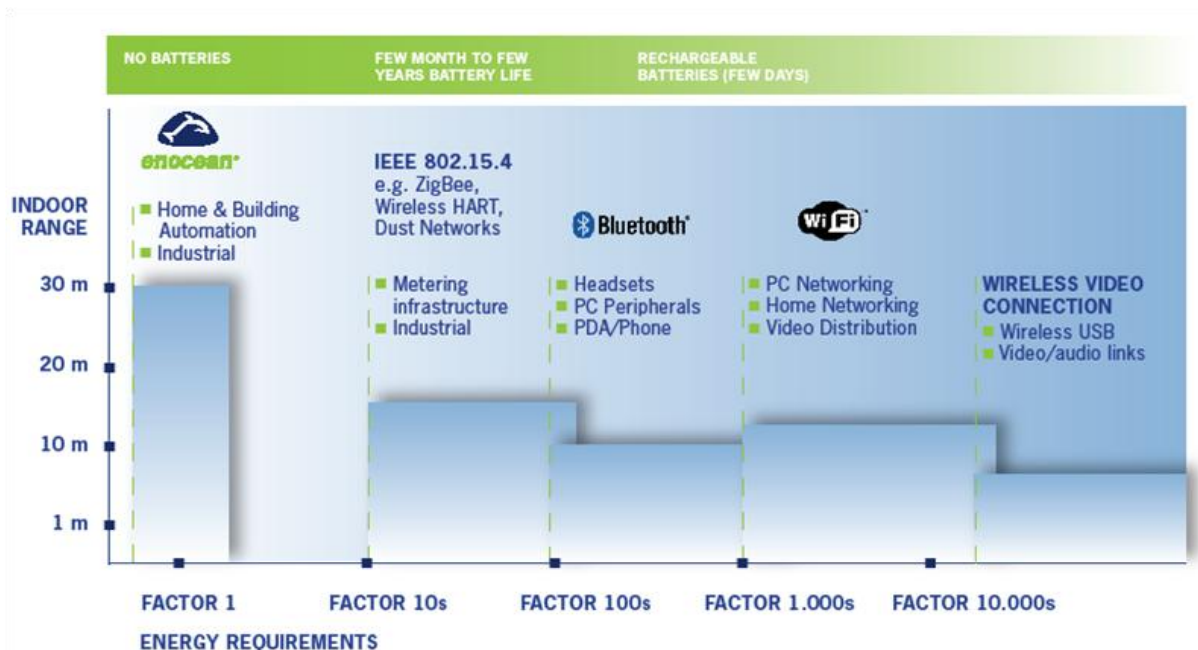 NO BATTERIES
FEW MONTH TO FEW
YEARS BATTERY LIFE
RECHARGEABLE
BATTERIES (FEW DAYS)
enocean®
Home & Building
Automation
Industrial
IEEE 802.15.4
e.g. ZigBee,
Wireless HART,
Dust Networks
Metering
infrastructure
Industrial
Bluetooth®
Headsets
PC Peripherals
PDA/Phone
Wi Fi
PC Networking
Home Networking
Video Distribution
WIRELESS VIDEO
CONNECTION
Wireless USB
Video/audio links
INDOOR
RANGE
30 m
20 m
10 m
1 m
FACTOR 1
FACTOR 10s
FACTOR 100s
FACTOR 1.000s
FACTOR 10.000s
ENERGY REQUIREMENTS